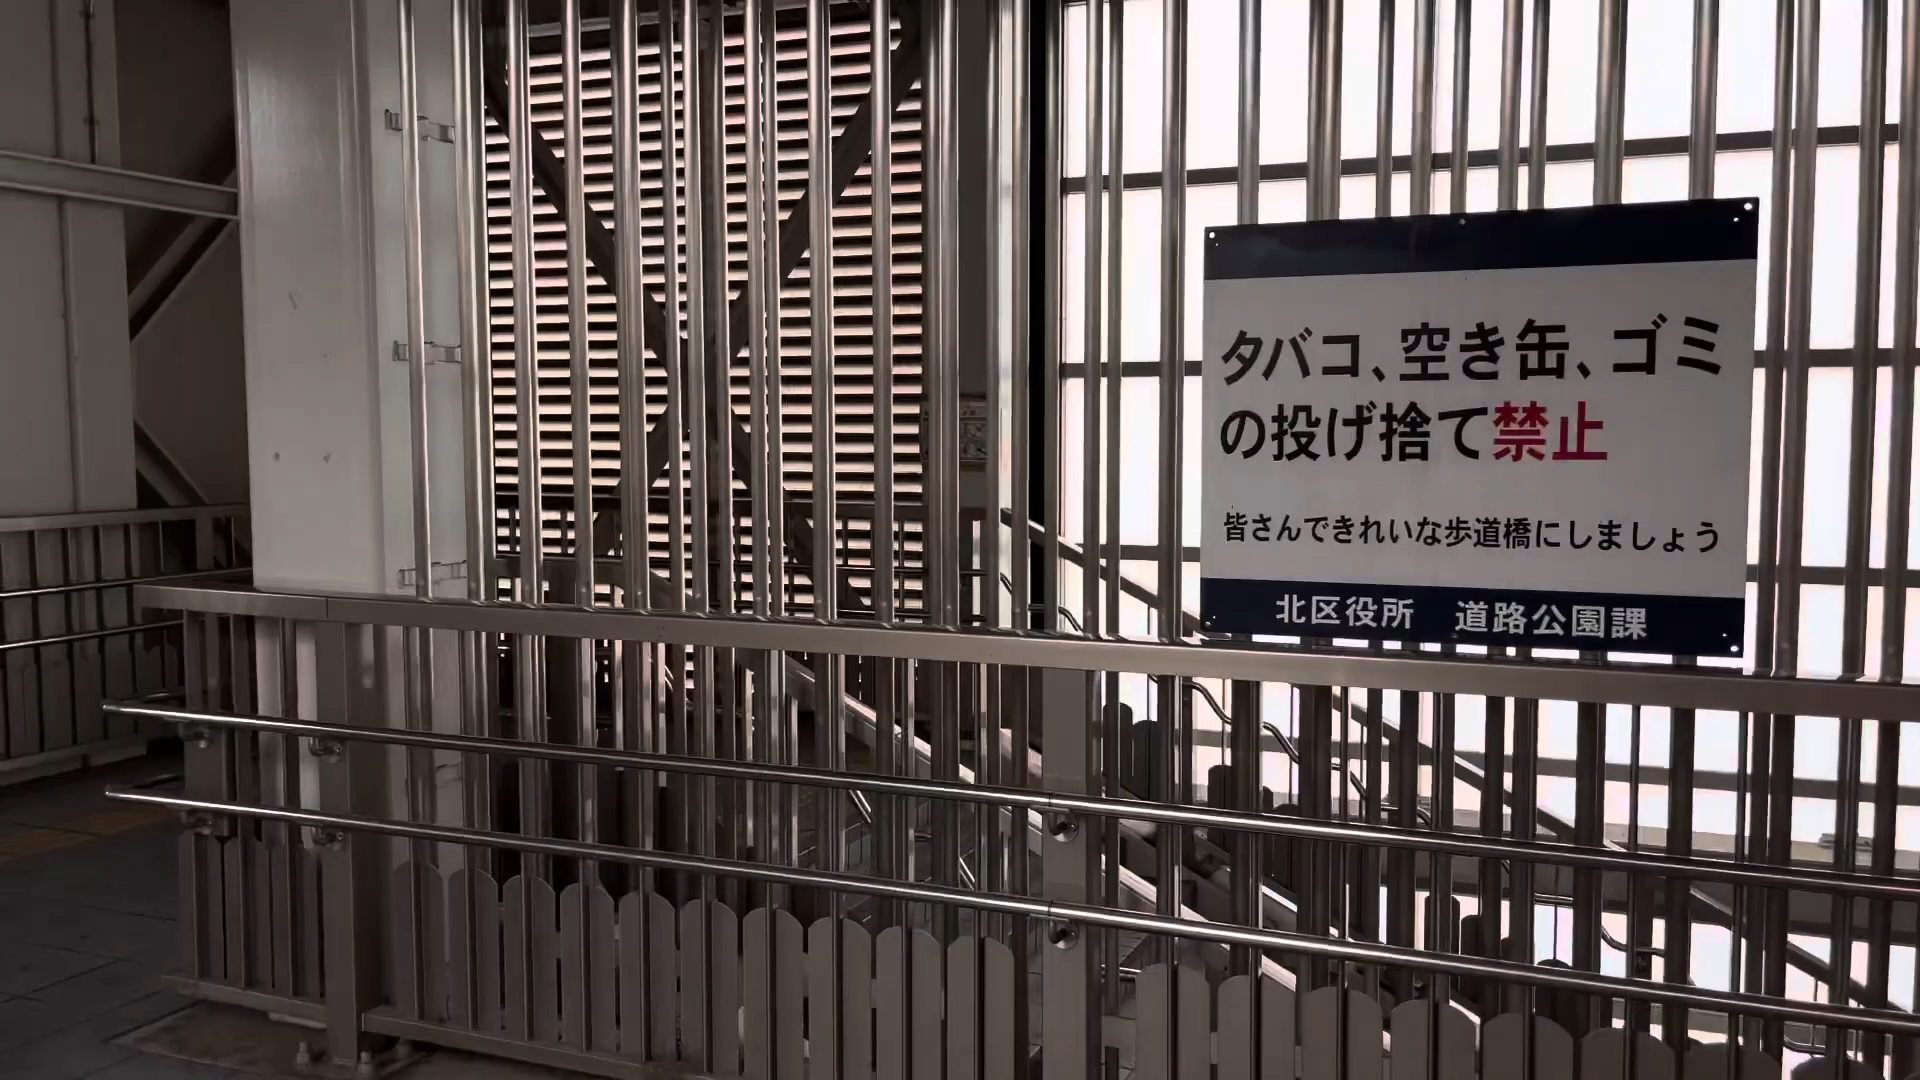 タバコ、空き缶、ゴミ
の投げ捨て禁止
皆さんできれいな歩道橋にしましょう
北区役所　道路公園課